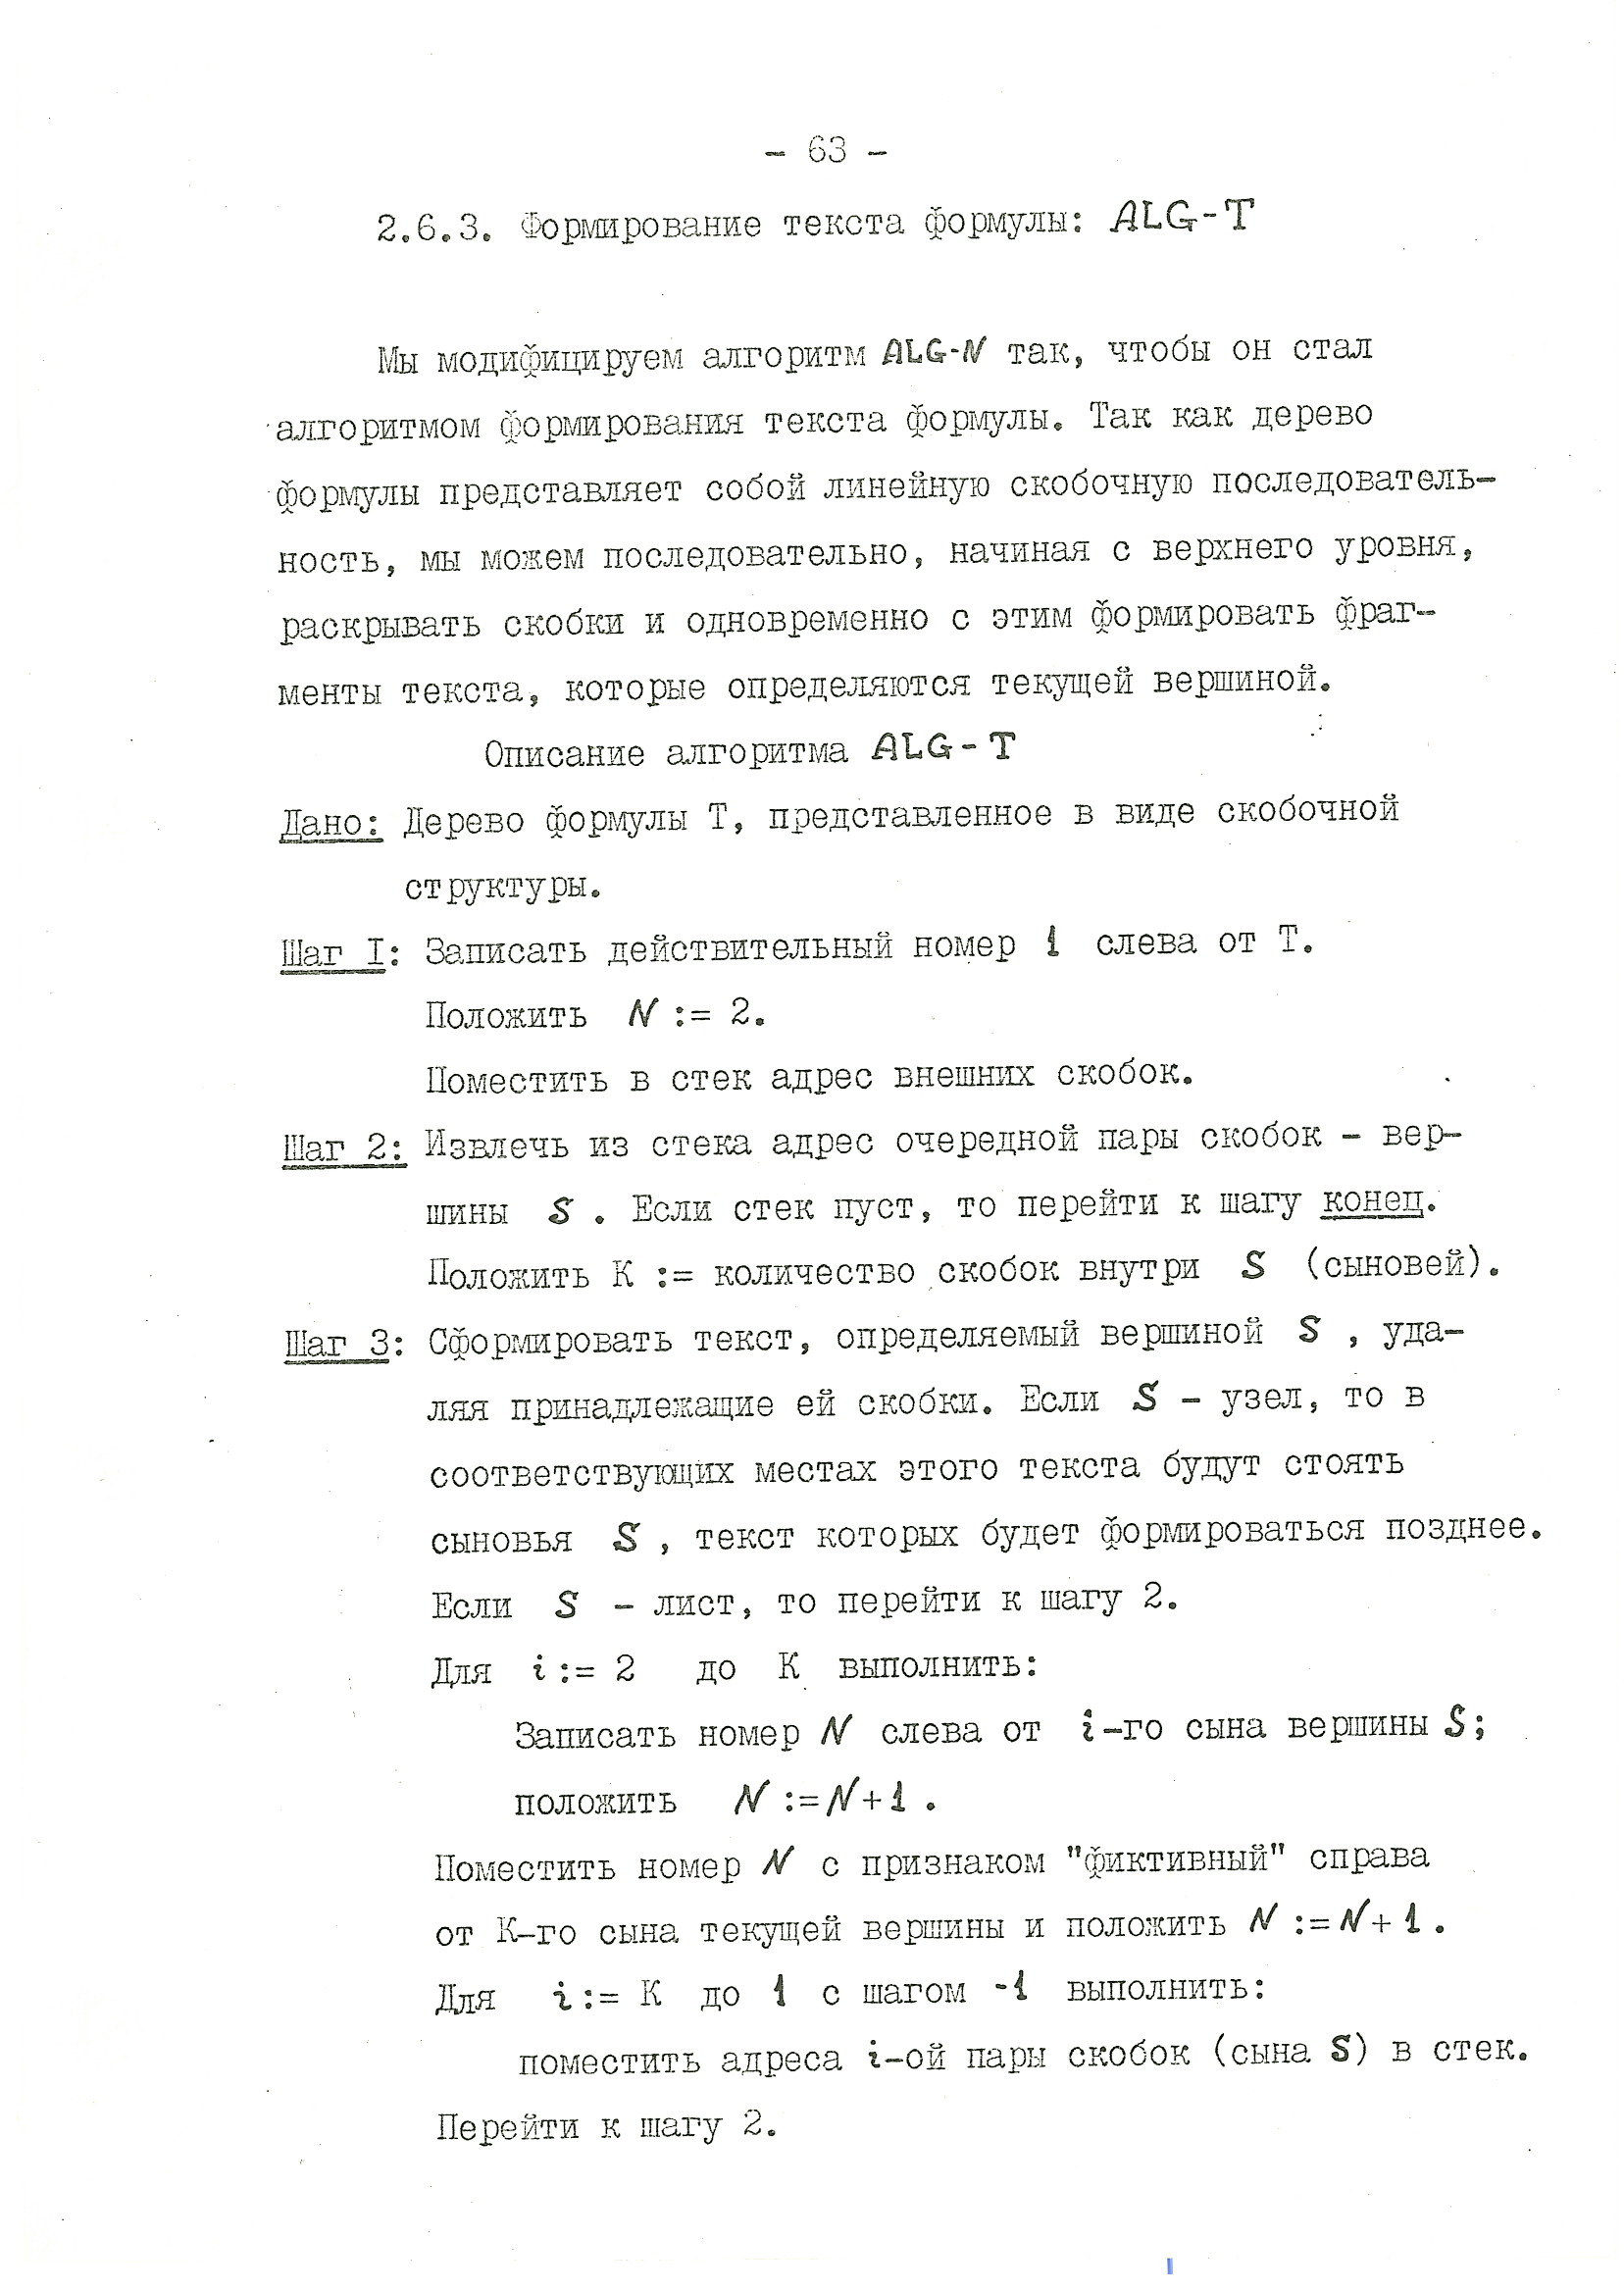 - 63 -
2.6.3. Формирование текста формулы: ALG-T
Мы модифицируем алгоритм ALG-N так, чтобы он стал
алгоритмом формирования текста формулы. Так как дерево
формулы представляет собой линейную скобочную последователь-
ность, мы можем последовательно, начиная с верхнего уровня,
раскрывать скобки и одновременно с этим формировать фраг-
менты текста, которые определяются текущей вершиной.
Описание алгоритма ALG-T
Дано: Дерево формулы Т, представленное в виде скобочной
структуры.
Шаг I: Записать действительный номер 1 слева от Т.
Положить N := 2.
Поместить в стек адрес внешних скобок.
Шаг 2: Извлечь из стека адрес очередной пары скобок - вер-
шины S . Если стек пуст, то перейти к шагу конец.
Положить К := количество скобок внутри S (сыновей).
Шаг 3: Сформировать текст, определяемый вершиной S , уда-
ляя принадлежащие ей скобки. Если S - узел, то в
соответствующих местах этого текста будут стоять
сыновья S , текст которых будет формироваться позднее.
Если S - лист, то перейти к шагу 2.
Для i := 2 до К выполнить:
Записать номер N слева от i-го сына вершины S;
положить N := N+1 .
Поместить номер N с признаком "фиктивный" справа
от К-го сына текущей вершины и положить N := N+1 .
Для i := К до 1 с шагом -1 выполнить:
поместить адреса i-ой пары скобок (сына S) в стек.
Перейти к шагу 2.